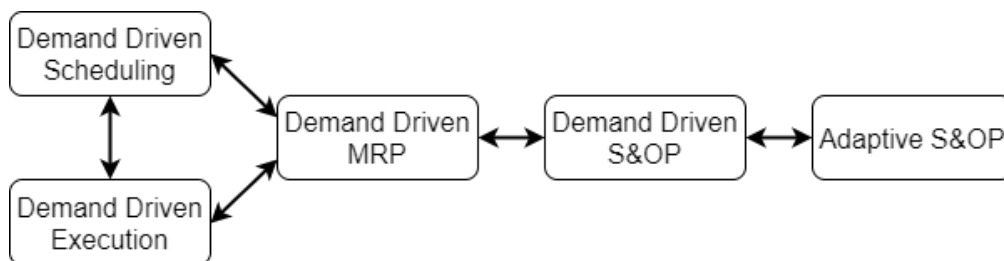 Demand Driven
Scheduling
Demand Driven
Execution
Demand Driven
MRP
Demand Driven
S&OP
Adaptive S&OP